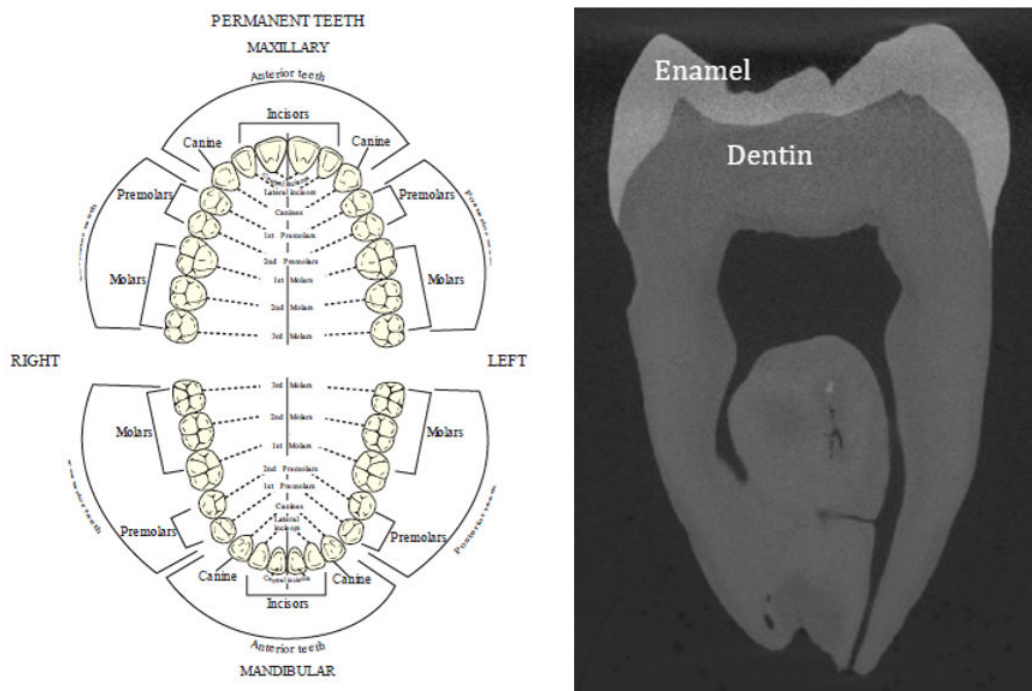 PERMANENT TEETH
MAXILLARY
Anterior teeth
Incisors
Canine
Canine
Premolars
Premolars
Lateral incisors
Canines
1st Premolars
2nd Premolars
Molars
Molars
1st Molars
2nd Molars
3rd Molars
RIGHT
LEFT
3rd Molars
2nd Molars
Molars
Molars
1st Molars
2nd Premolars
1st Premolars
Canines
Lateral
incisors
Premolars
Premolars
Posterior teeth
Canine
Canine
Incisors
Anterior teeth
MANDIBULAR
Enamel
Dentin